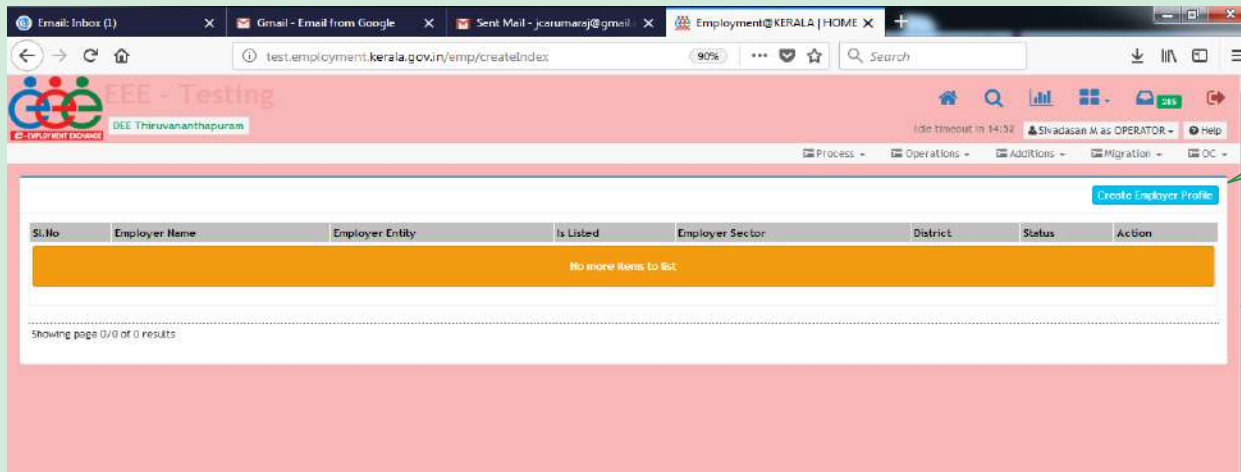 Email: Inbox (1)
Gmail - Email from Google
Sent Mail - jcarumaraj@gmail.
Employment@KERALA | HOME
test.employment.kerala.gov.in/emp/createIndex
90%
Search
EEE - Testing
DEE Thiruvananthapuram
E-EMPLOYMENT EXCHANGE
285
Idle timeout in 14:52
Sivadasan M as OPERATOR
Help
Process
Operations
Additions
Migration
OC
Create Employer Profile
Sl.No Employer Name Employer Entity Is Listed Employer Sector District Status Action
No more items to list
Showing page 0/0 of 0 results